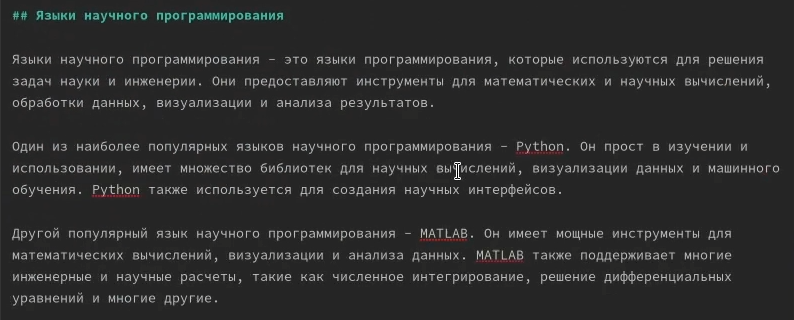 ## Языки научного программирования
Языки научного программирования – это языки программирования, которые используются для решения
задач науки и инженерии. Они предоставляют инструменты для математических и научных вычислений,
обработки данных, визуализации и анализа результатов.
Один из наиболее популярных языков научного программирования – Python. Он прост в изучении и
использовании, имеет множество библиотек для научных вычислений, визуализации данных и машинного
обучения. Python также используется для создания научных интерфейсов.
Другой популярный язык научного программирования – MATLAB. Он имеет мощные инструменты для
математических вычислений, визуализации и анализа данных. MATLAB также поддерживает многие
инженерные и научные расчеты, такие как численное интегрирование, решение дифференциальных
уравнений и многие другие.